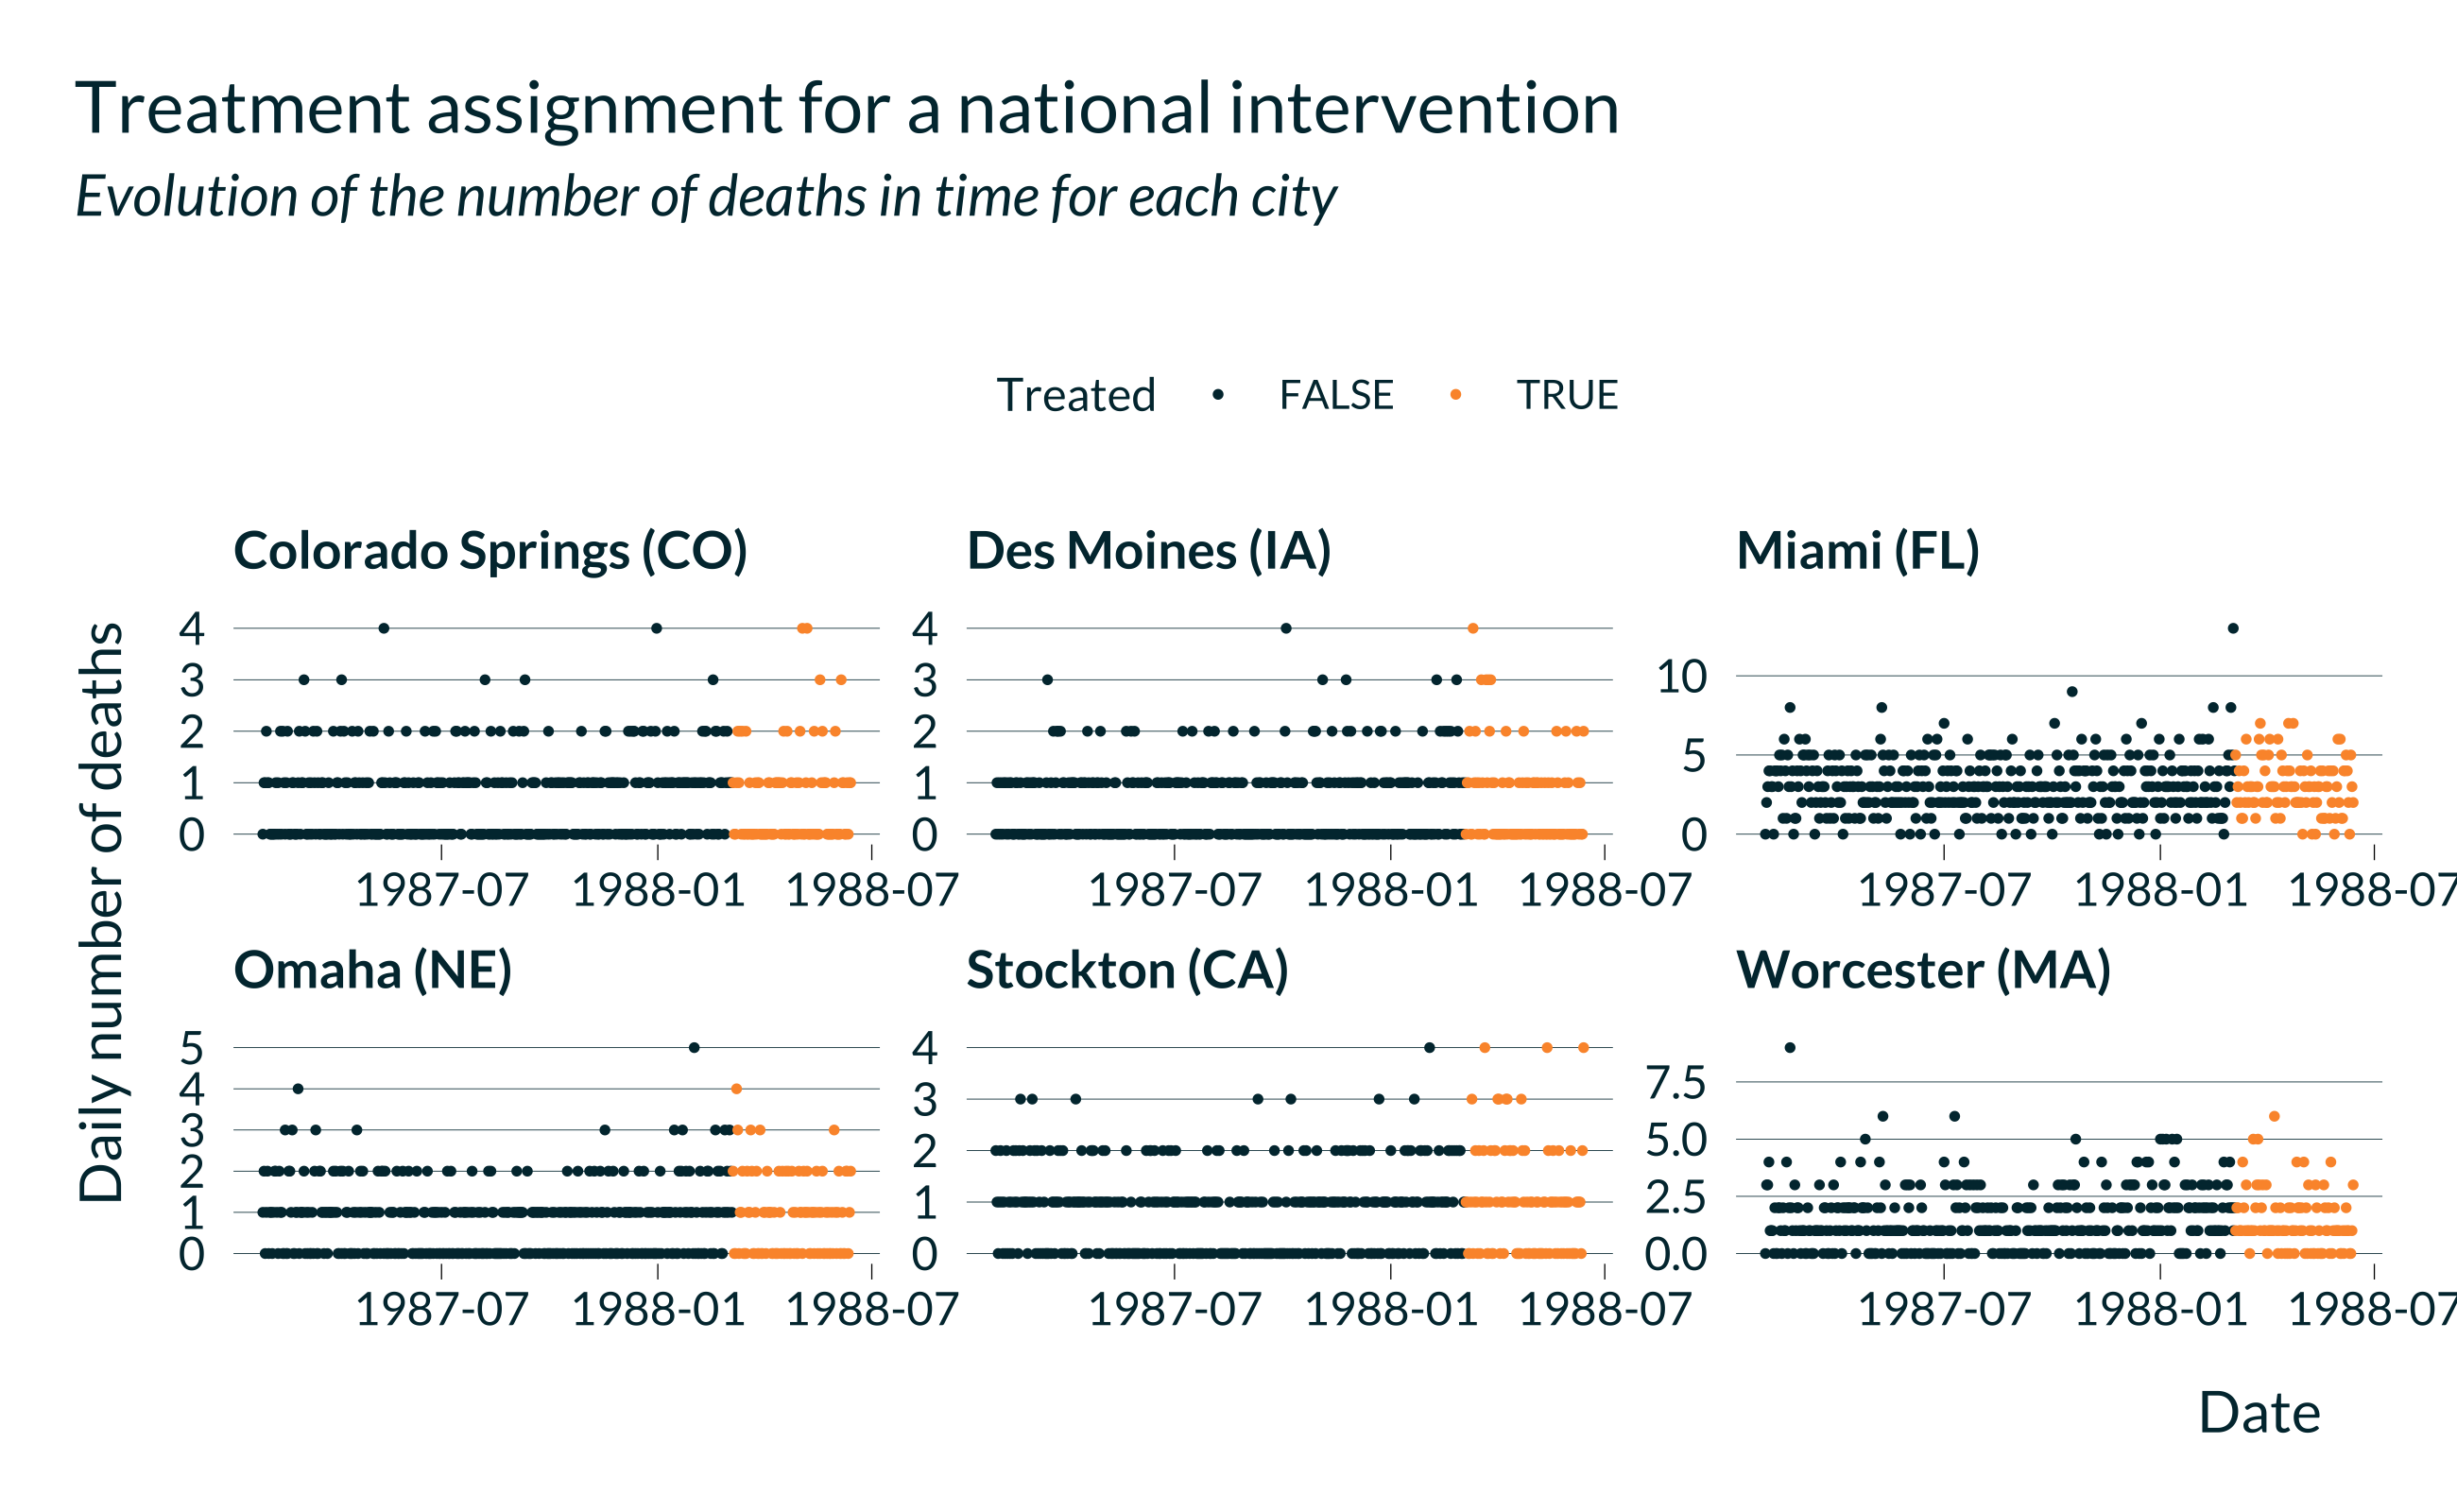 Treatment assignment for a national intervention
Evolution of the number of deaths in time for each city
Treated FALSE TRUE
Daily number of deaths
Colorado Springs (CO) Des Moines (IA) Miami (FL)
4 4
3 3 10
2 2
5
1 1
0 0 0
1987-07 1988-01 1988-07 1987-07 1988-01 1988-07 1987-07 1988-01 1988-07
Omaha (NE) Stockton (CA) Worcester (MA)
5 4
7.5
4 3
3 5.0
2 2
2.5
1 1
0 0 0.0
1987-07 1988-01 1988-07 1987-07 1988-01 1988-07 1987-07 1988-01 1988-07
Date